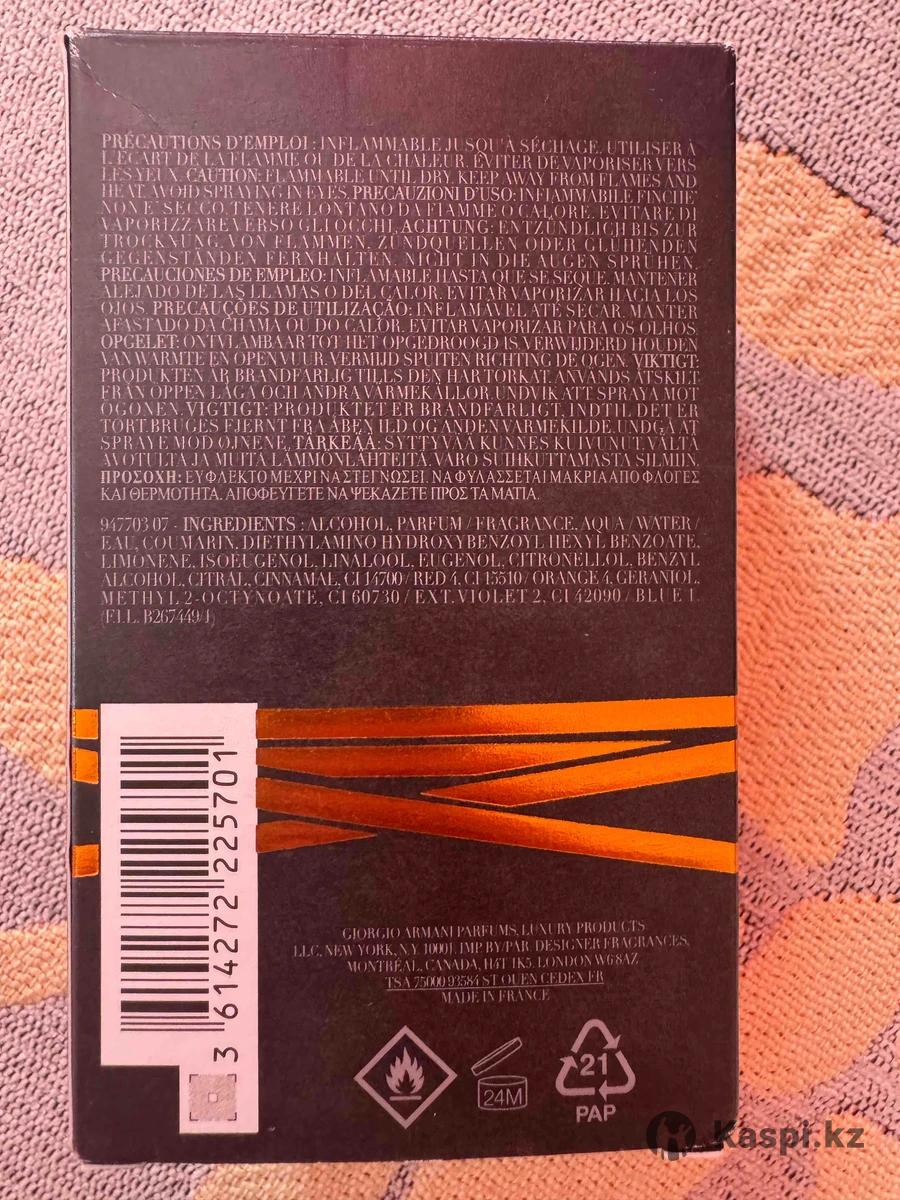 PRÉCAUTIONS D'EMPLOI : INFLAMMABLE JUSQU'À SÉCHAGE. UTILISER À
L'ECART DE LA FLAMME OU DE LA CHALEUR. ÉVITER DE VAPORISER VERS
LES YEUX. CAUTION: FLAMMABLE UNTIL DRY. KEEP AWAY FROM FLAMES AND
HEAT. AVOID SPRAYING IN EYES. PRECAUZIONI D'USO: INFIAMMABILE FINCHE'
NON E' SECCO. TENERE LONTANO DA FIAMME O CALORE. EVITARE DI
VAPORIZZARE VERSO GLI OCCHI. ACHTUNG: ENTZÜNDLICH BIS ZUR
TROCKNUNG. VON FLAMMEN, ZÜNDQUELLEN ODER GLÜHENDEN
GEGENSTÄNDEN FERNHALTEN. NICHT IN DIE AUGEN SPRÜHEN.
PRECAUCIONES DE EMPLEO: INFLAMABLE HASTA QUE SE SEQUE. MANTENER
ALEJADO DE LAS LLAMAS O DEL CALOR. EVITAR VAPORIZAR HACIA LOS
OJOS. PRECAUÇÕES DE UTILIZAÇÃO: INFLAMÁVEL ATÉ SECAR. MANTER
AFASTADO DA CHAMA OU DO CALOR. EVITAR VAPORIZAR PARA OS OLHOS.
OPGELET: ONTVLAMBAAR TOT HET OPGEDROOGD IS VERWIJDERD HOUDEN
VAN WARMTE EN OPEN VUUR. VERMIJD SPUITEN RICHTING DE OGEN. VIKTIGT:
PRODUKTEN ÄR BRANDFARLIG TILLS DEN HAR TORKAT. ANVÄNDS ÅTSKILT
FRÅN ÖPPEN LÅGA OCH ANDRA VÄRMEKÄLLOR. UNDVIK ATT SPRAYA MOT
ÖGONEN. VIGTIGT: PRODUKTET ER BRANDFARLIGT, INDTIL DET ER
TØRT. BRUGES FJERNT FRA ÅBEN ILD OG ANDEN VARMEKILDE. UNDGÅ AT
SPRAYE MOD ØJNENE. TÄRKEÄÄ: SYTTYVÄÄ KUNNES KUIVUNUT. VÄLTÄ
AVOTULTA JA MUITA LÄMMÖNLÄHTEITÄ. VARO SUIHKUTTAMASTA SILMIIN.
ΠΡΟΣΟΧΗ: ΕΥΦΛΕΚΤΟ ΜΕΧΡΙ ΝΑ ΣΤΕΓΝΩΣΕΙ. ΝΑ ΦΥΛΑΣΣΕΤΑΙ ΜΑΚΡΙΑ ΑΠΟ ΦΛΟΓΕΣ
ΚΑΙ ΘΕΡΜΟΤΗΤΑ. ΑΠΟΦΕΥΓΕΤΕ ΝΑ ΨΕΚΑΖΕΤΕ ΠΡΟΣ ΤΑ ΜΑΤΙΑ.
947703 07 - INGREDIENTS : ALCOHOL, PARFUM / FRAGRANCE, AQUA / WATER /
EAU, COUMARIN, DIETHYLAMINO HYDROXYBENZOYL HEXYL BENZOATE,
LIMONENE, ISOEUGENOL, LINALOOL, EUGENOL, CITRONELLOL, BENZYL
ALCOHOL, CITRAL, CINNAMAL, CI 14700 / RED 4, CI 15510 / ORANGE 4, GERANIOL,
METHYL 2-OCTYNOATE, CI 60730 / EXT. VIOLET 2, CI 42090 / BLUE 1.
(F.I.L. B267449/1)
3 614272 225701
GIORGIO ARMANI PARFUMS, LUXURY PRODUCTS
LLC, NEW YORK, N.Y. 10001. IMP. BY/PAR. DESIGNER FRAGRANCES,
MONTRÉAL, CANADA, H4T 1K5. LONDON W6 8AZ
TSA 75000 93584 ST OUEN CEDEX FR
MADE IN FRANCE
24M
21
PAP
Kaspi.kz